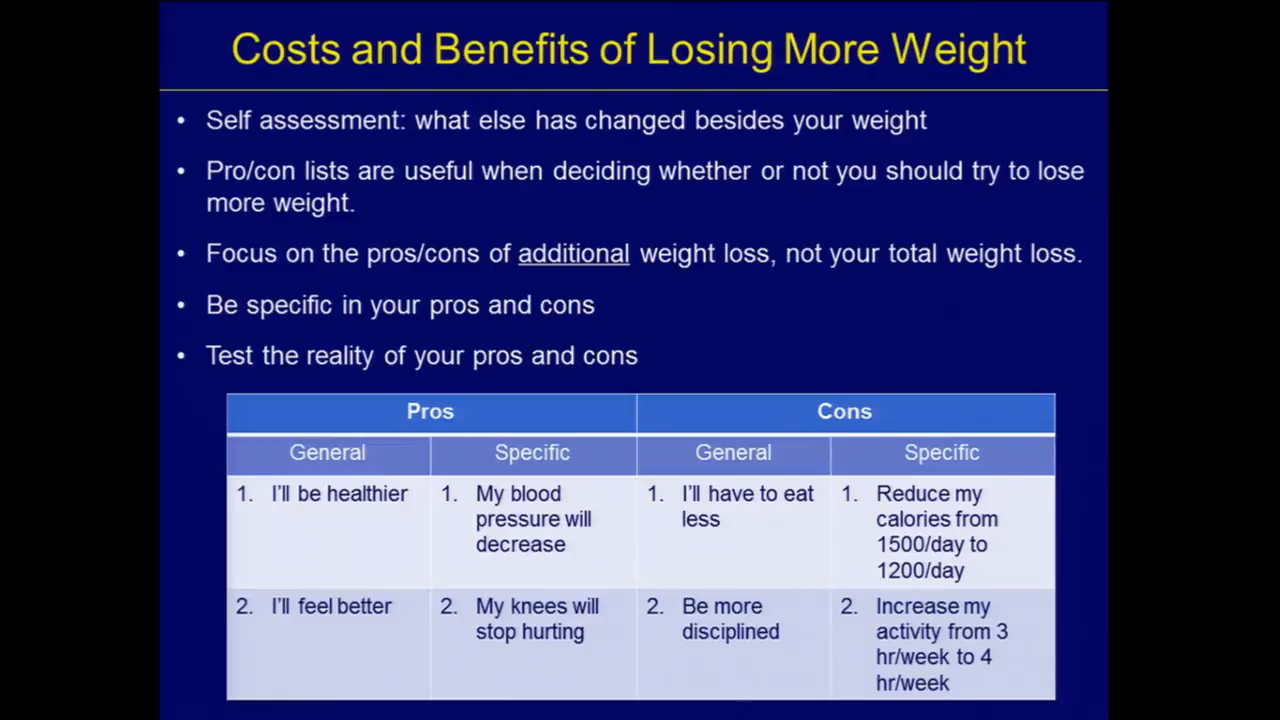 Costs and Benefits of Losing More Weight
• Self assessment: what else has changed besides your weight
• Pro/con lists are useful when deciding whether or not you should try to lose
more weight.
• Focus on the pros/cons of additional weight loss, not your total weight loss.
• Be specific in your pros and cons
• Test the reality of your pros and cons
Pros Cons
General Specific General Specific
1. I'll be healthier 1. My blood 1. I'll have to eat 1. Reduce my
pressure will less calories from
decrease 1500/day to
1200/day
2. I'll feel better 2. My knees will 2. Be more 2. Increase my
stop hurting disciplined activity from 3
hr/week to 4
hr/week